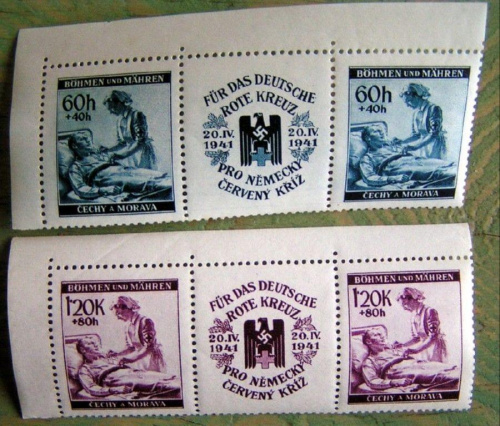 BÖHMEN UND MÄHREN
60h
+40h
ČECHY A MORAVA
FÜR DAS DEUTSCHE
ROTE KREUZ
20.IV. 20.IV.
1941 1941
PRO NĚMECKÝ
ČERVENÝ KŘÍŽ
BÖHMEN UND MÄHREN
60h
+40h
ČECHY A MORAVA
BÖHMEN UND MÄHREN
1'20K
+80h
ČECHY A MORAVA
FÜR DAS DEUTSCHE
ROTE KREUZ
20.IV. 20.IV.
1941 1941
PRO NĚMECKÝ
ČERVENÝ KŘÍŽ
BÖHMEN UND MÄHREN
1'20K
+80h
ČECHY A MORAVA